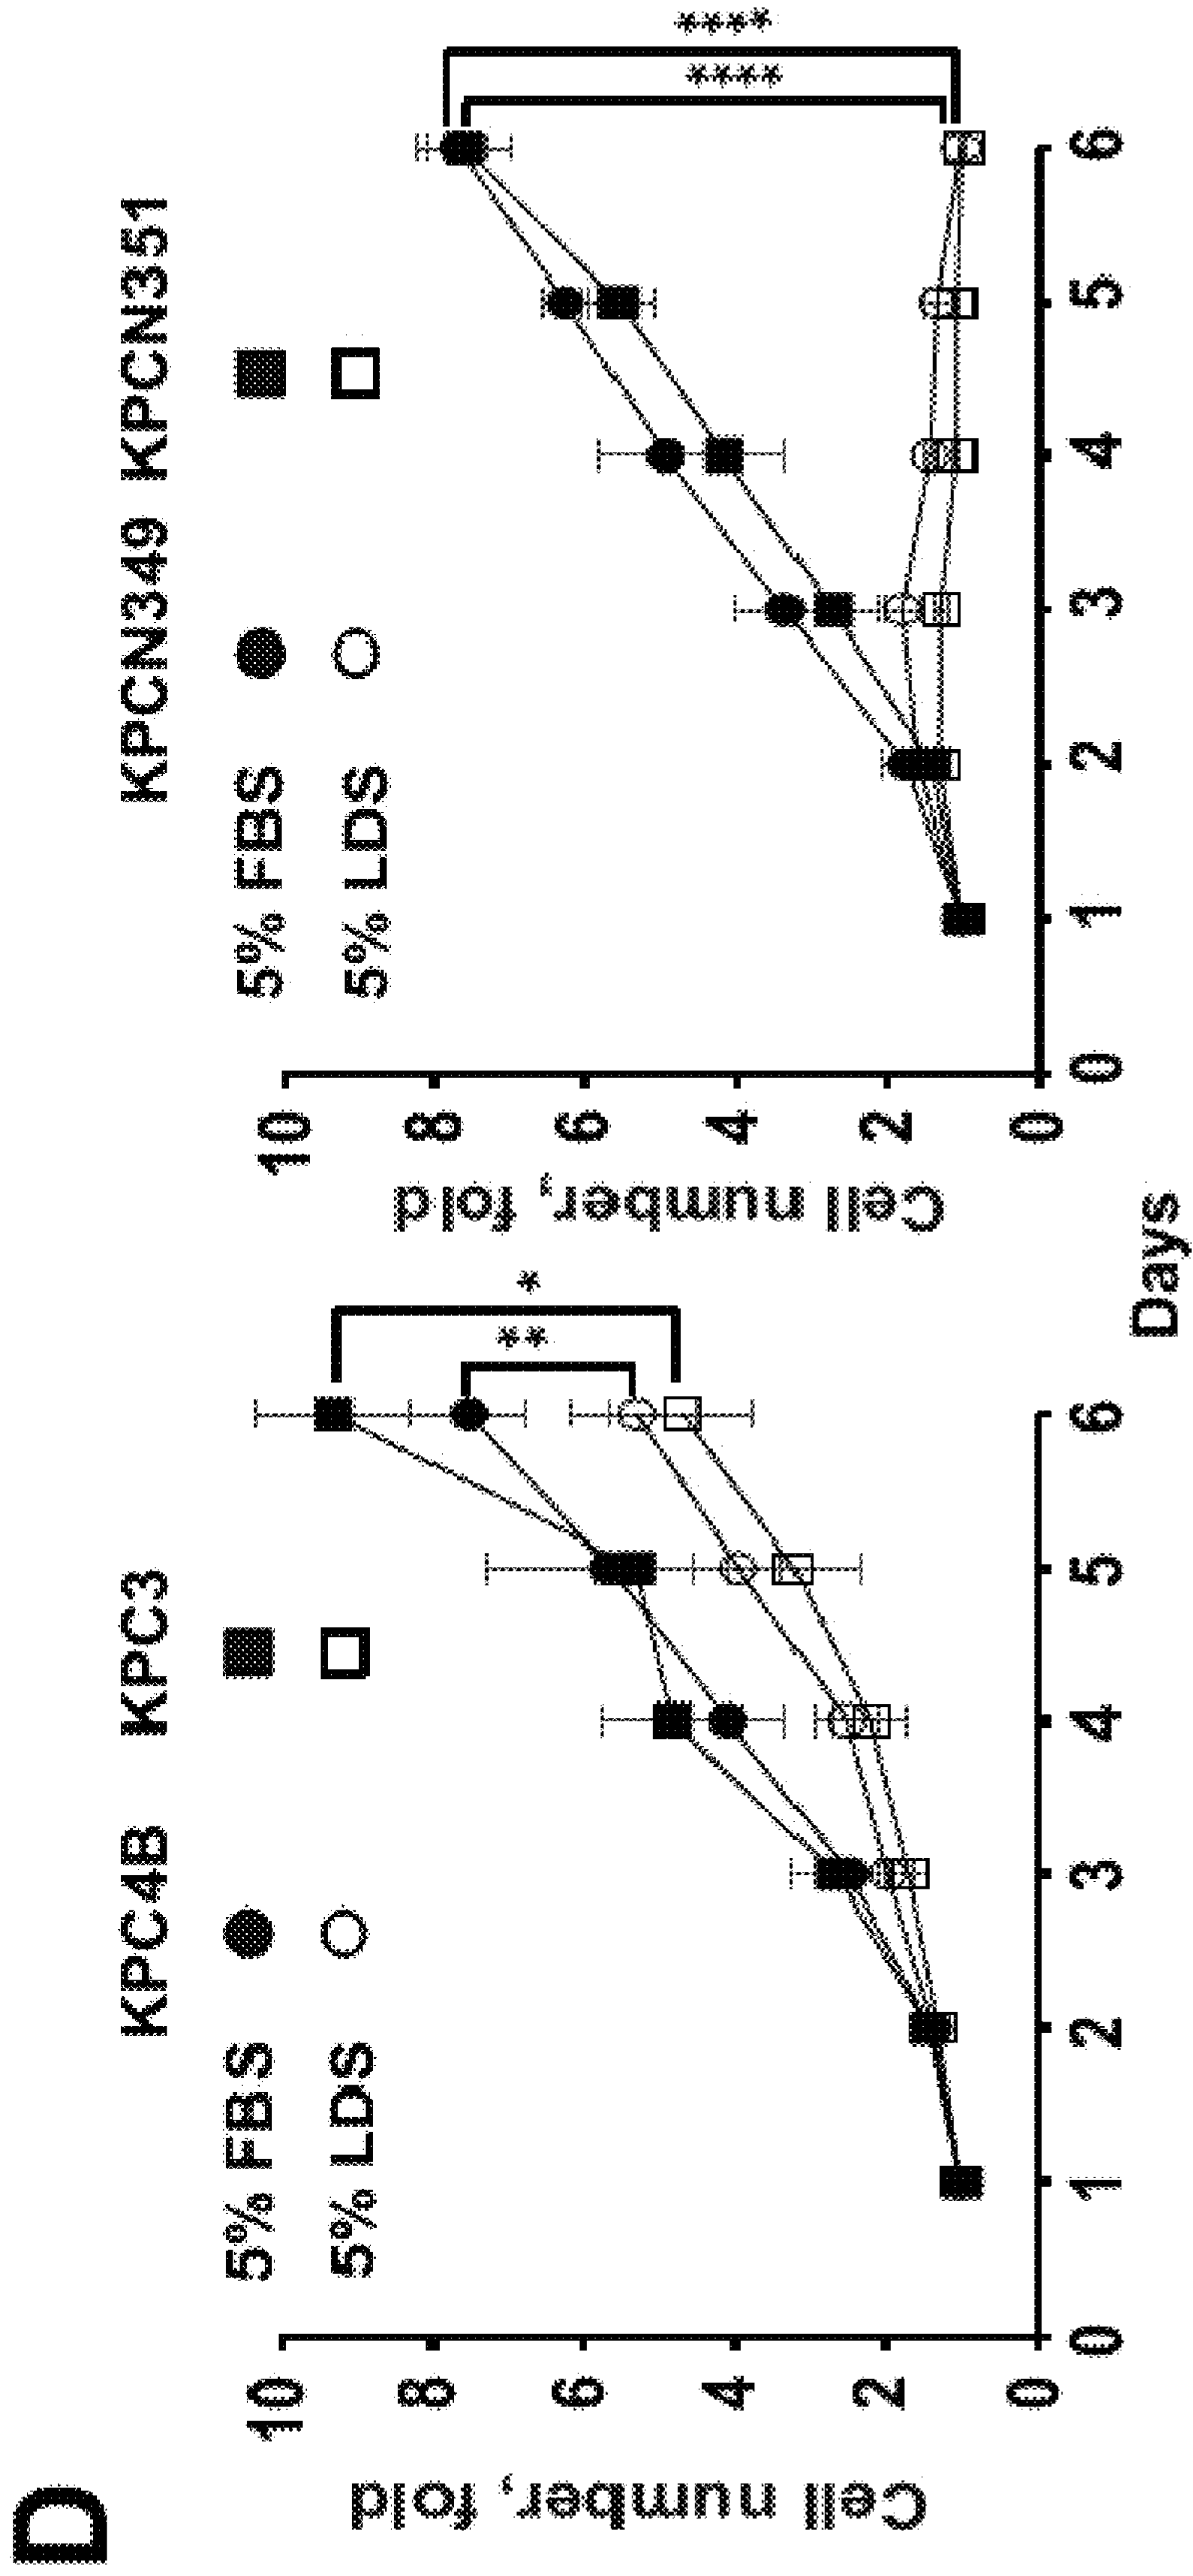 D
KPC4B KPC3
5% FBS
5% LDS
Cell number, fold
10
8
6
4
2
0
0 1 2 3 4 5 6
**
*
KPCN349 KPCN351
5% FBS
5% LDS
Cell number, fold
10
8
6
4
2
0
0 1 2 3 4 5 6
****
****
Days